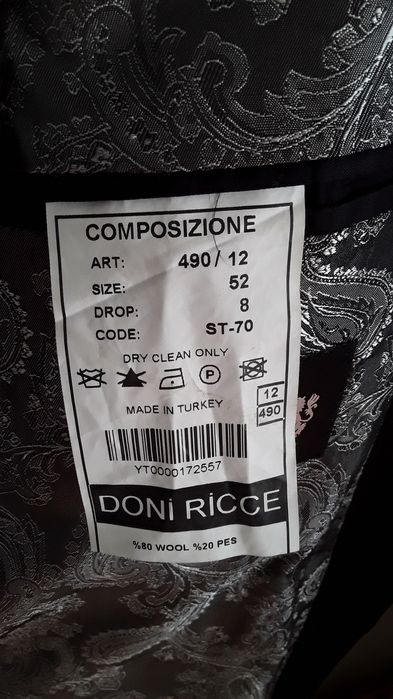 COMPOSIZIONE
ART: 490/12
SIZE: 52
DROP: 8
CODE: ST-70
DRY CLEAN ONLY
P
12
490
MADE IN TURKEY
YT0000172557
DONi RiCCE
%80 WOOL %20 PES